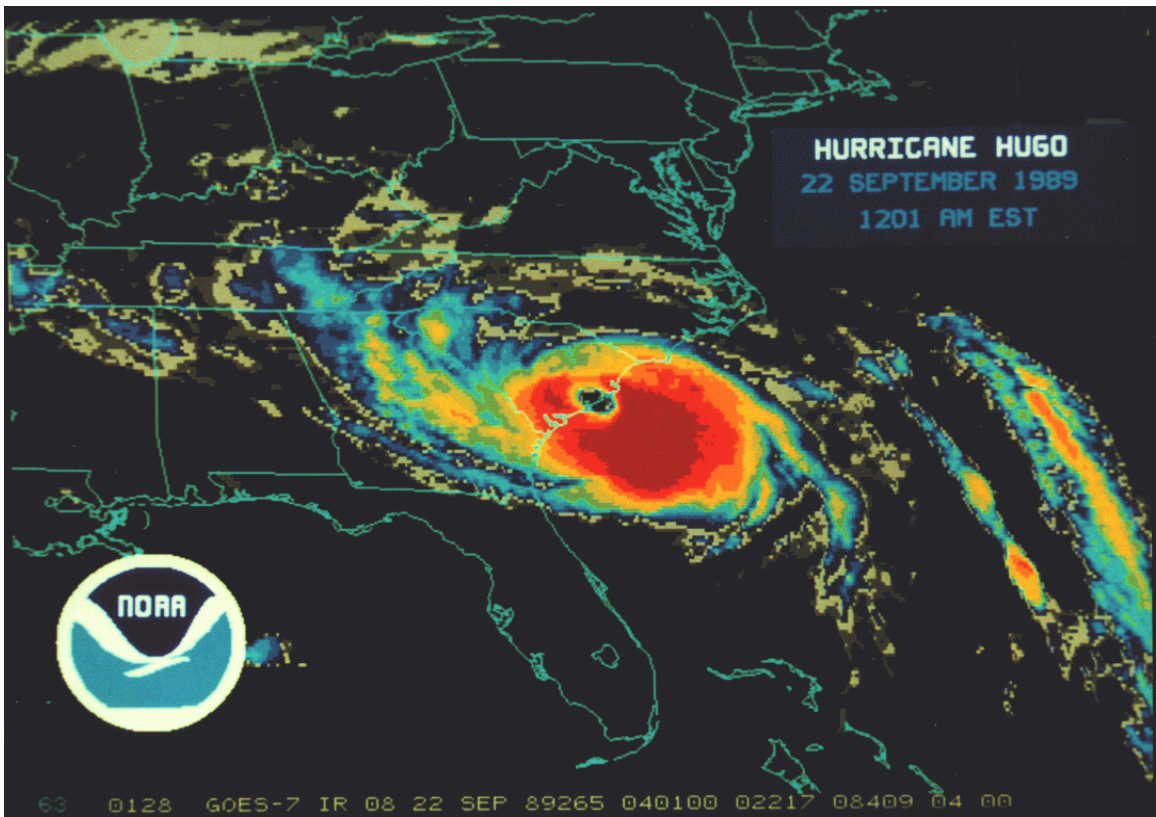 HURRICANE HUGO
22 SEPTEMBER 1989
1201 AM EST
NOAA
63 0128 GOES-7 IR 08 22 SEP 89265 040100 02217 08409 04 00